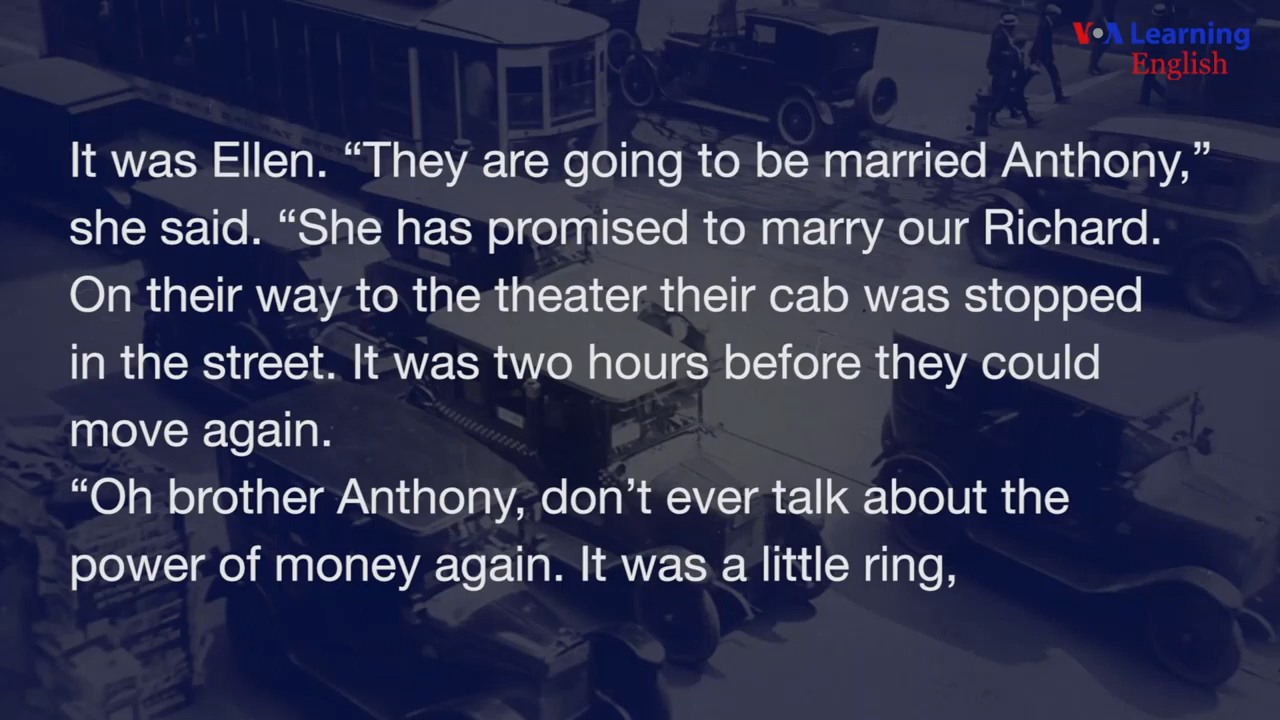 VOA Learning
English
It was Ellen. “They are going to be married Anthony,”
she said. “She has promised to marry our Richard.
On their way to the theater their cab was stopped
in the street. It was two hours before they could
move again.
“Oh brother Anthony, don’t ever talk about the
power of money again. It was a little ring,